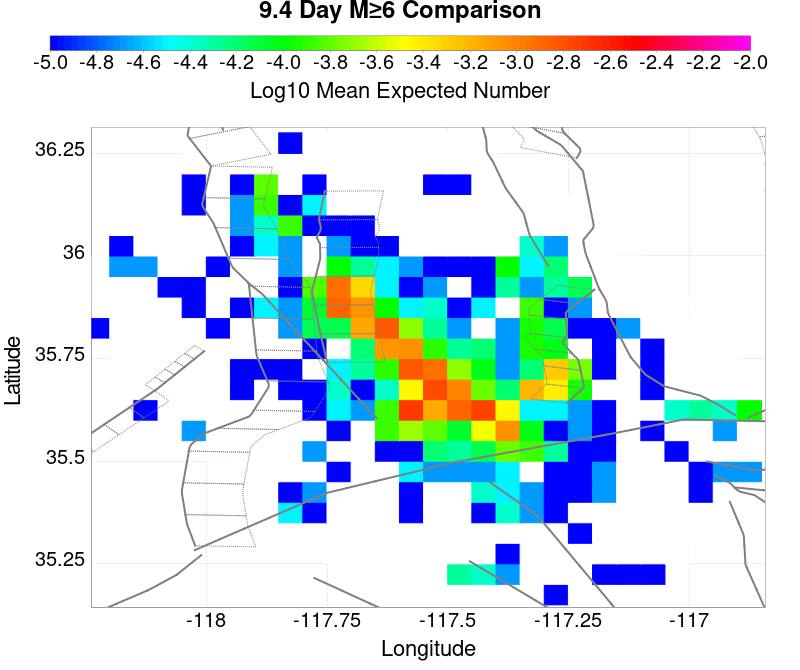 9.4 Day M≥6 Comparison
-5.0 -4.8 -4.6 -4.4 -4.2 -4.0 -3.8 -3.6 -3.4 -3.2 -3.0 -2.8 -2.6 -2.4 -2.2 -2.0
Log10 Mean Expected Number
36.25
36
35.75
35.5
35.25
Latitude
-118 -117.75 -117.5 -117.25 -117
Longitude